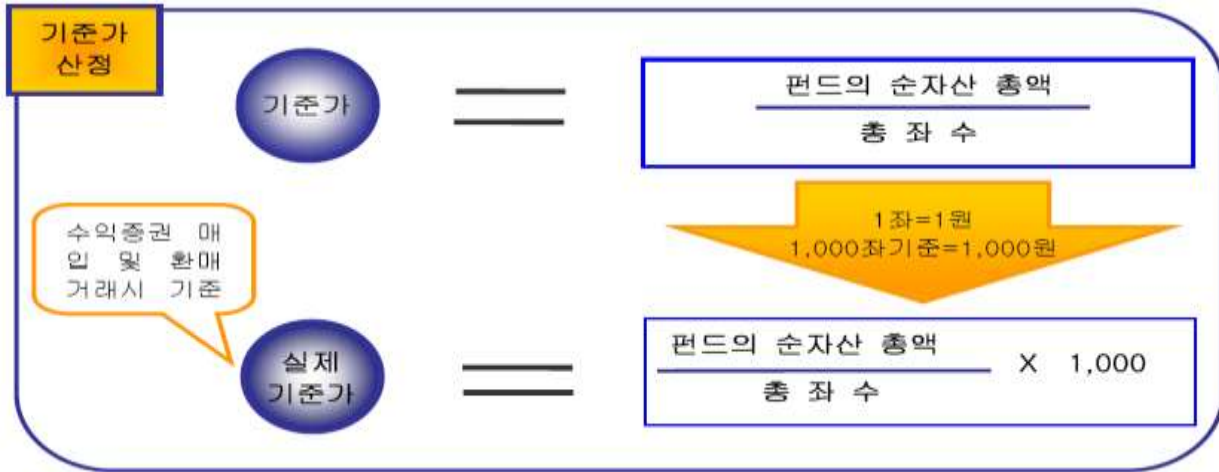 기준가
산정
기준가
펀드의 순자산 총액
총 좌 수
수익증권 매
입 및 환매
거래시 기준
1좌=1원
1,000좌기준=1,000원
실제
기준가
펀드의 순자산 총액
총 좌 수
X 1,000